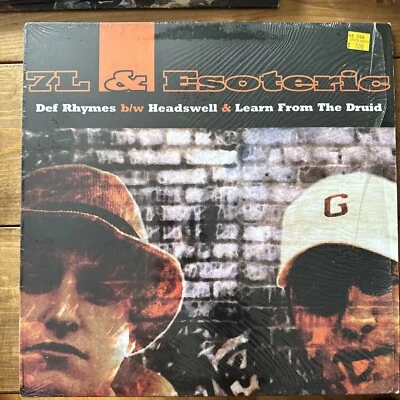 7L & Esoteric
Def Rhymes b/w Headswell & Learn From The Druid
G